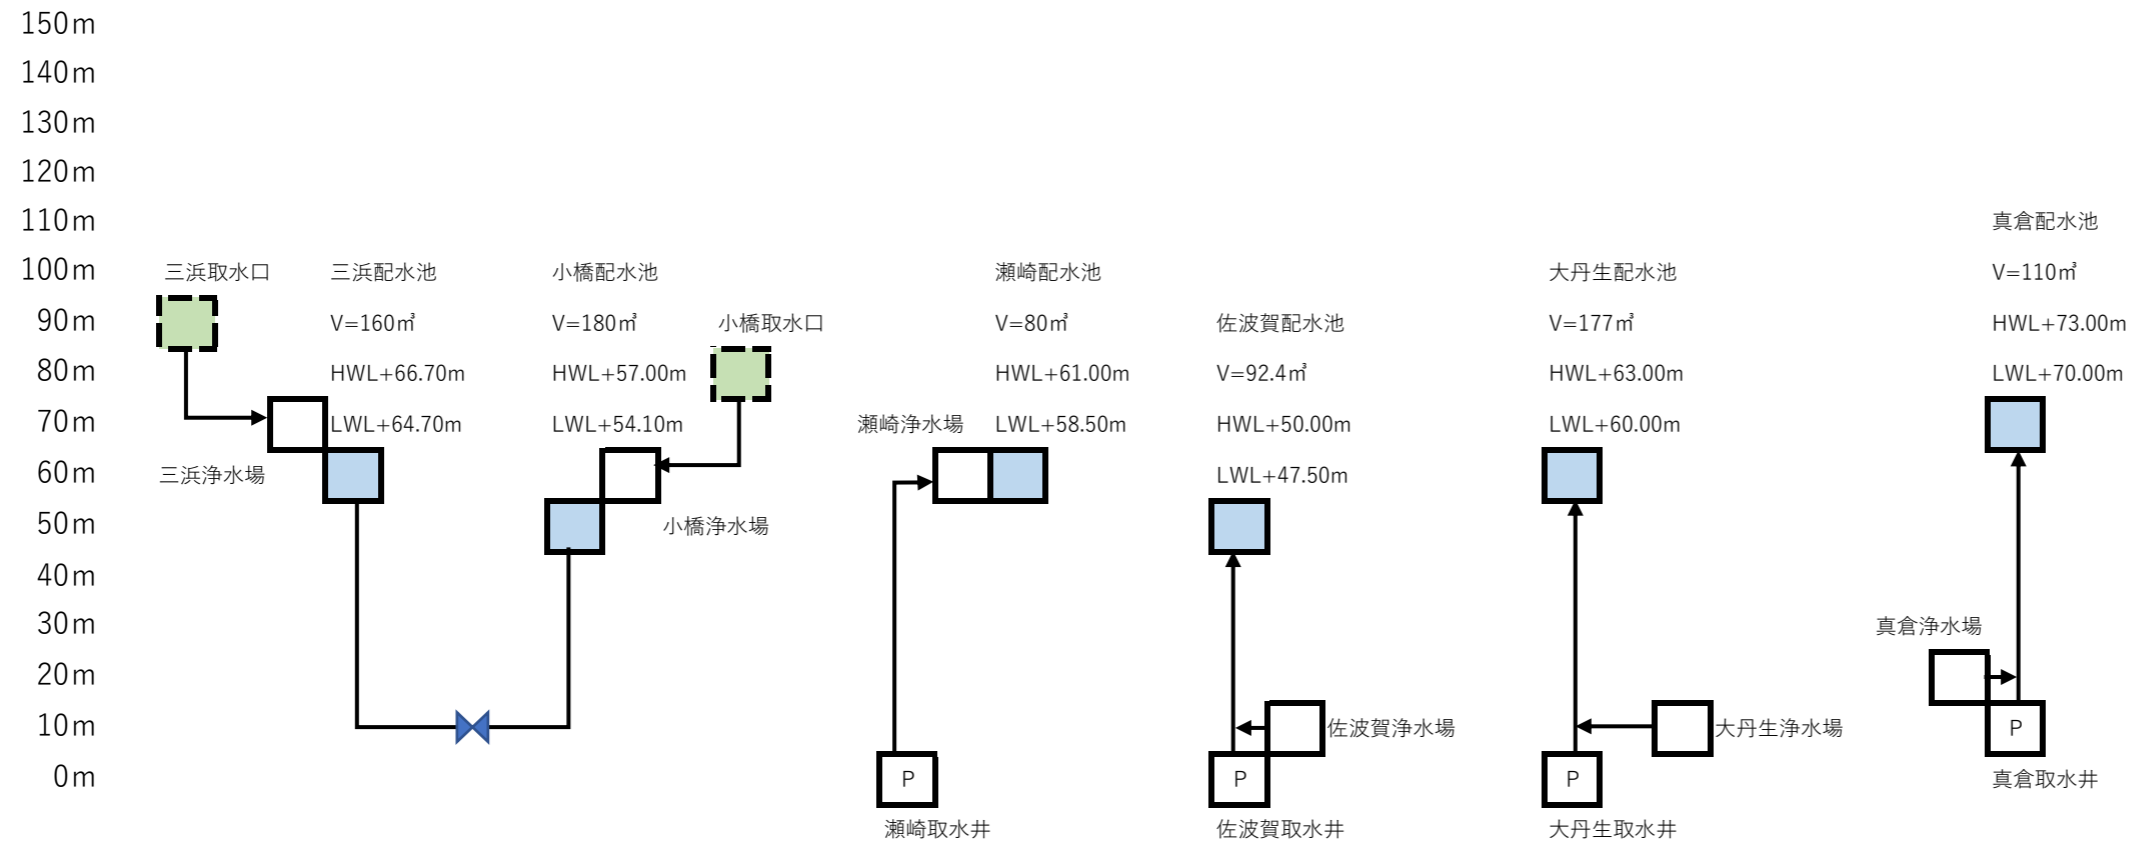 150m
140m
130m
120m
110m
100m
90m
80m
70m
60m
50m
40m
30m
20m
10m
0m
三浜取水口
三浜配水池
V=160㎥
HWL+66.70m
LWL+64.70m
三浜浄水場
小橋配水池
V=180㎥
HWL+57.00m
LWL+54.10m
小橋取水口
小橋浄水場
瀬崎配水池
V=80㎥
HWL+61.00m
LWL+58.50m
瀬崎浄水場
P
瀬崎取水井
佐波賀配水池
V=92.4㎥
HWL+50.00m
LWL+47.50m
佐波賀浄水場
P
佐波賀取水井
大丹生配水池
V=177㎥
HWL+63.00m
LWL+60.00m
大丹生浄水場
P
大丹生取水井
真倉配水池
V=110㎥
HWL+73.00m
LWL+70.00m
真倉浄水場
P
真倉取水井